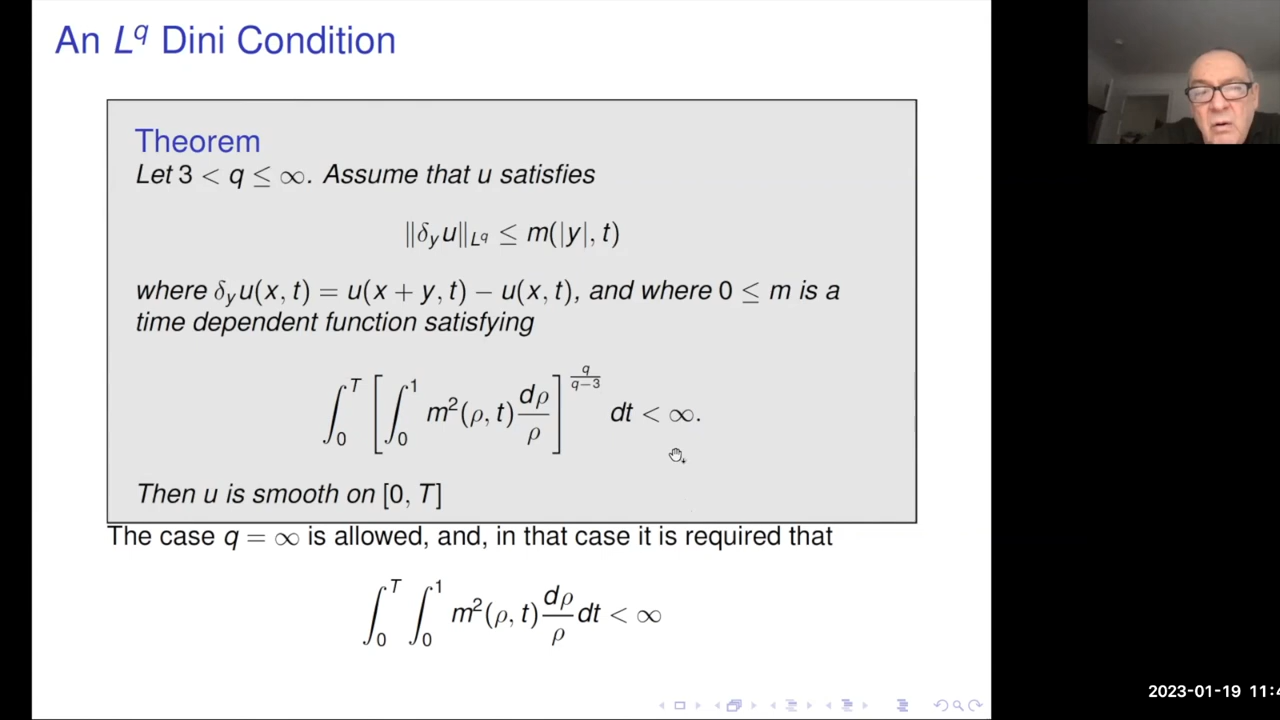 An L^q Dini Condition
Theorem
Let 3 < q ≤ ∞. Assume that u satisfies
‖δ_y u‖_{L^q} ≤ m(|y|, t)
where δ_y u(x, t) = u(x + y, t) − u(x, t), and where 0 ≤ m is a
time dependent function satisfying
∫_0^T [∫_0^1 m²(ρ, t) dρ/ρ]^{q/(q−3)} dt < ∞.
Then u is smooth on [0, T]
The case q = ∞ is allowed, and, in that case it is required that
∫_0^T ∫_0^1 m²(ρ, t) dρ/ρ dt < ∞
2023-01-19 11:4